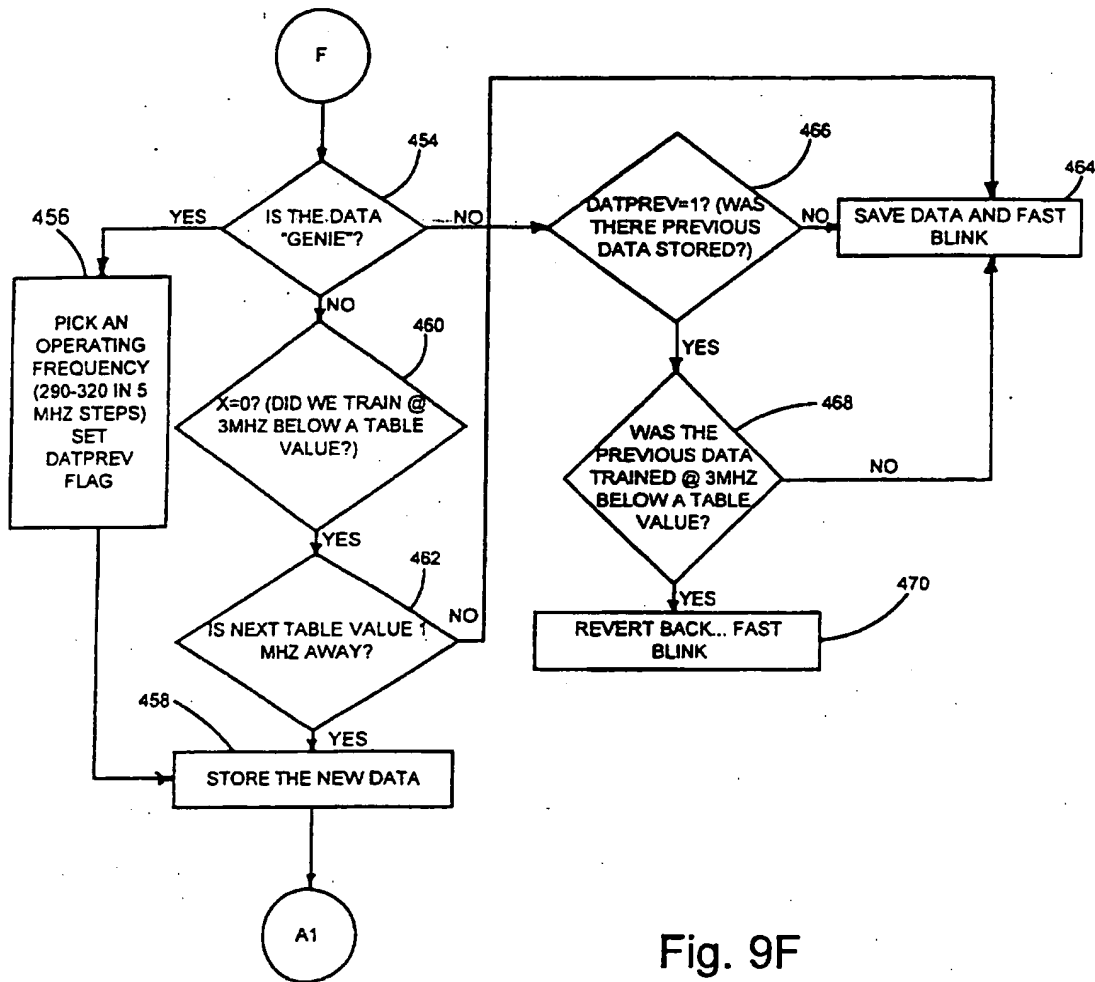 F
454
YES
IS THE DATA
"GENIE"?
NO
NO
456
PICK AN
OPERATING
FREQUENCY
(290-320 IN 5
MHZ STEPS)
SET
DATPREV
FLAG
460
X=0? (DID WE TRAIN @
3MHZ BELOW A TABLE
VALUE?)
YES
462
IS NEXT TABLE VALUE 1
MHZ AWAY?
NO
YES
458
STORE THE NEW DATA
A1
466
DATPREV=1? (WAS
THERE PREVIOUS
DATA STORED?)
NO
YES
464
SAVE DATA AND FAST
BLINK
468
WAS THE
PREVIOUS DATA
TRAINED @ 3MHZ
BELOW A TABLE
VALUE?
NO
YES
470
REVERT BACK... FAST
BLINK
Fig. 9F